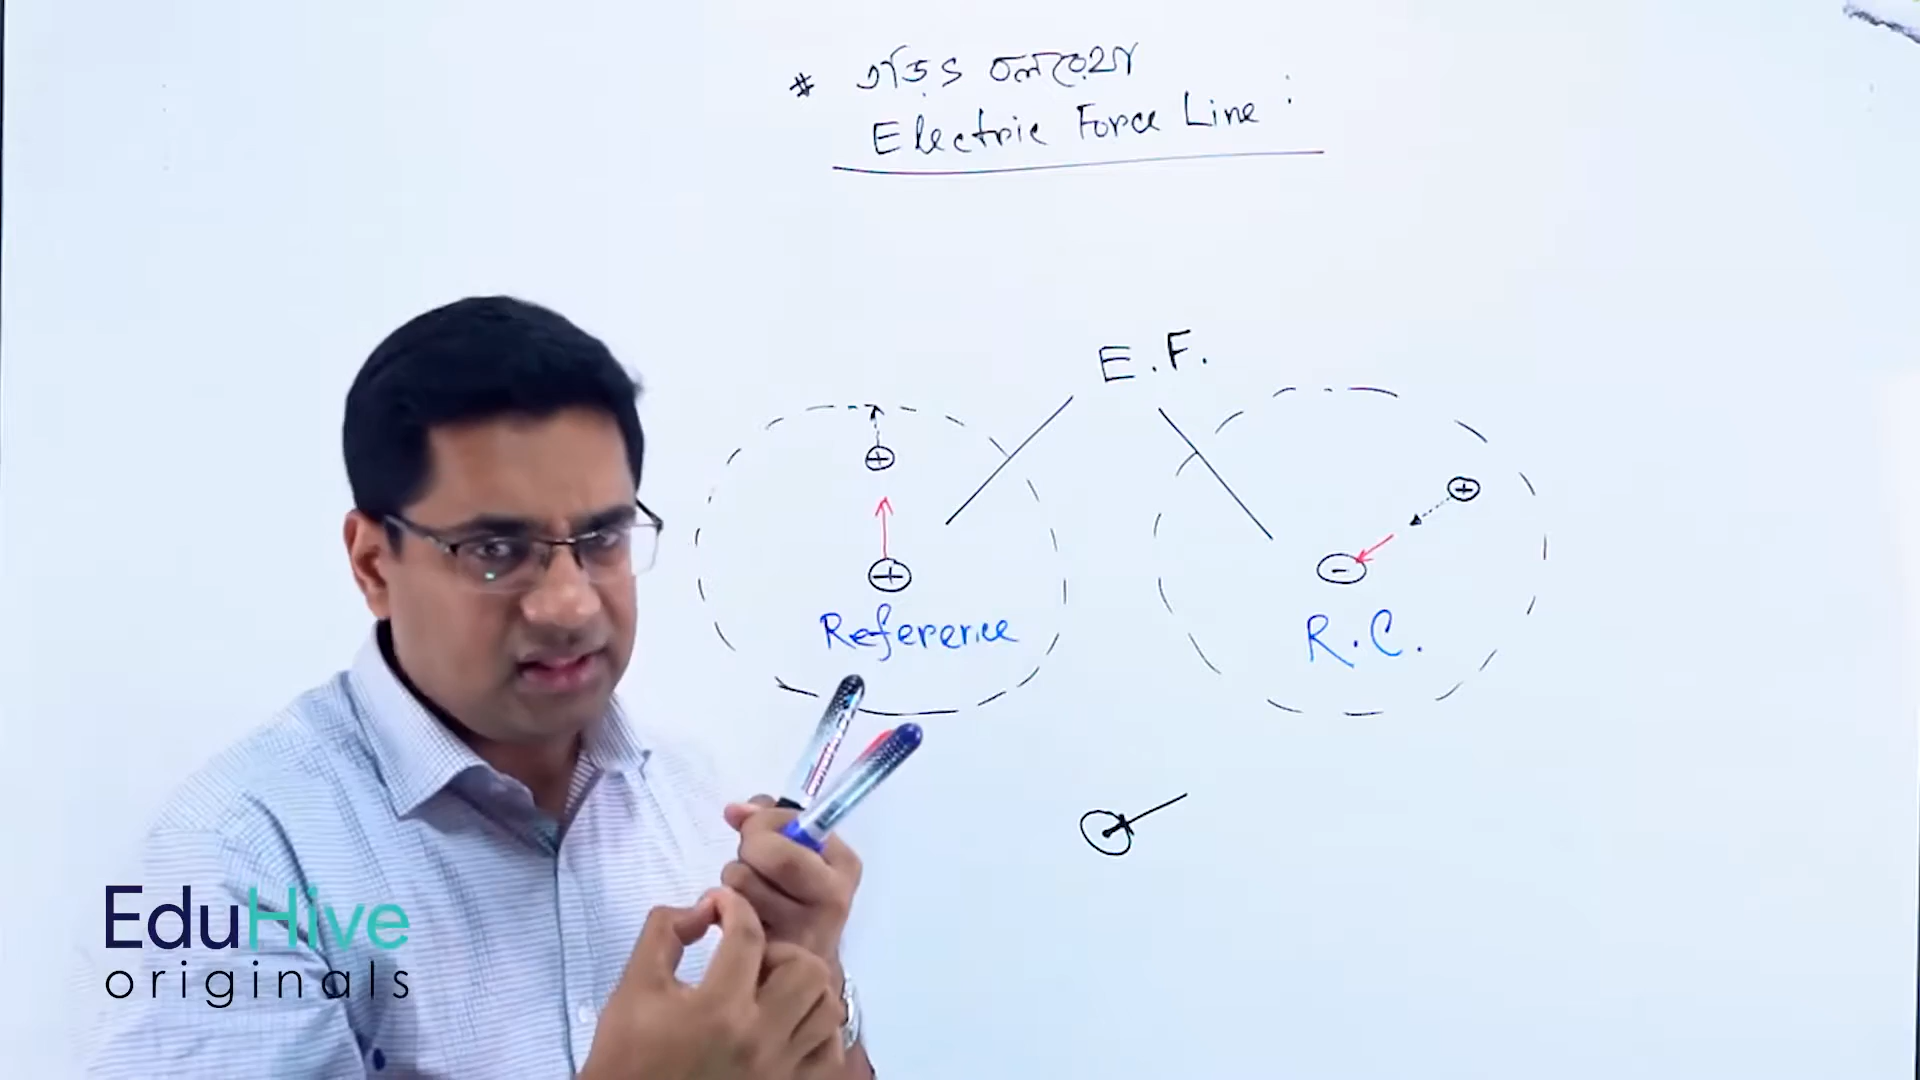 * তড়িৎ বলরেখা
Electric Force Line :
E.F.
+
+
+
-
Reference
R.C.
EduHive
originals